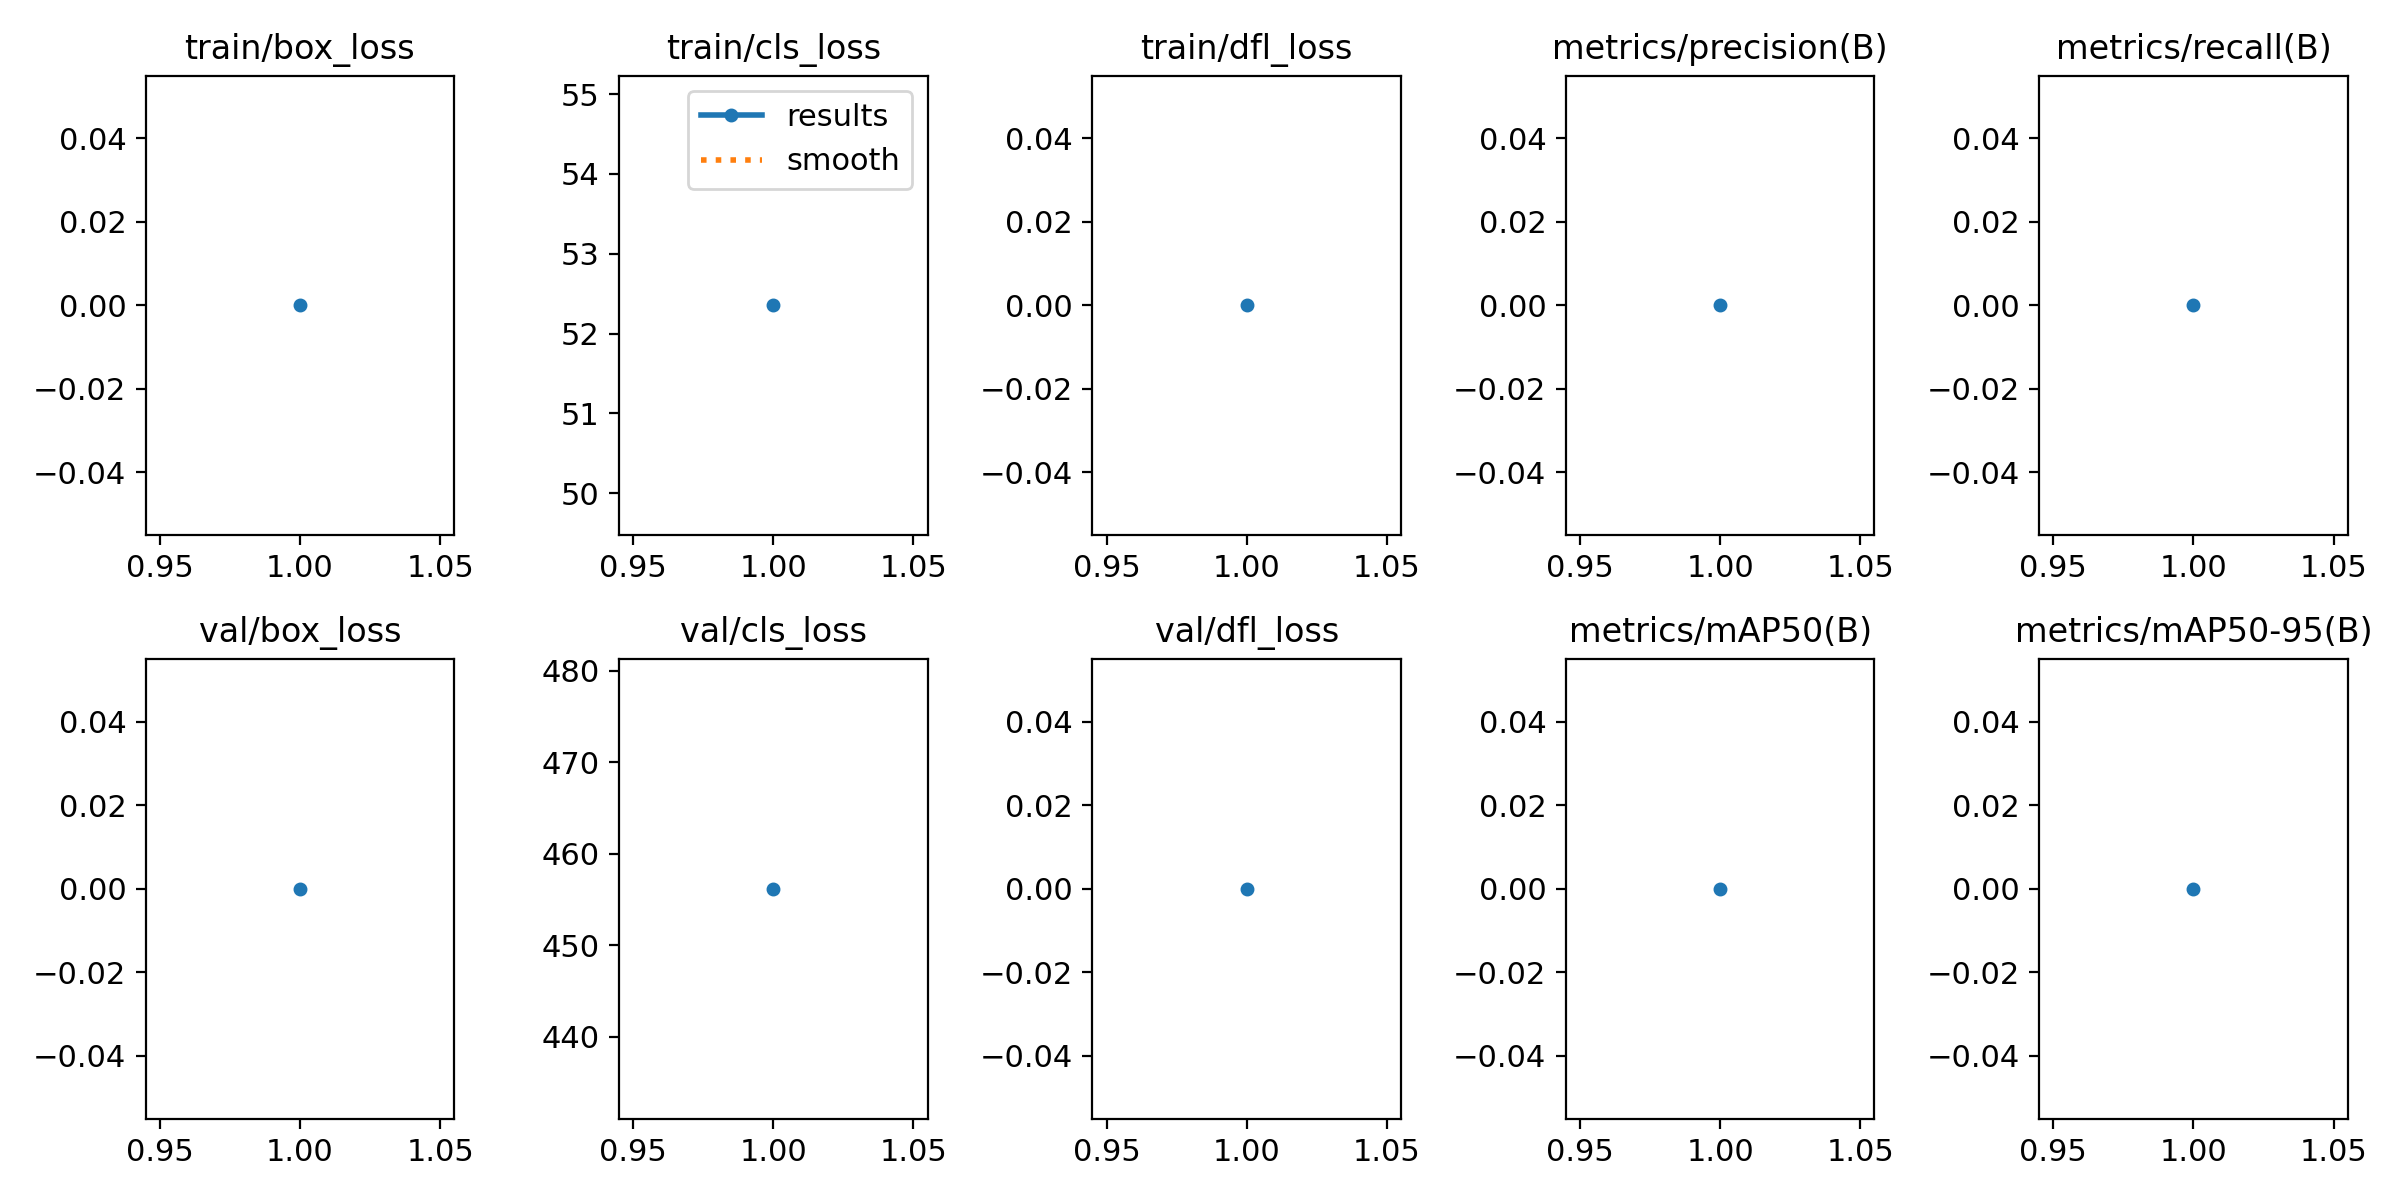 train/box_loss
train/cls_loss
train/dfl_loss
metrics/precision(B)
metrics/recall(B)
0.04
0.02
0.00
−0.02
−0.04
0.95 1.00 1.05
55
54
53
52
51
50
results
smooth
0.95 1.00 1.05
0.04
0.02
0.00
−0.02
−0.04
0.95 1.00 1.05
0.04
0.02
0.00
−0.02
−0.04
0.95 1.00 1.05
0.04
0.02
0.00
−0.02
−0.04
0.95 1.00 1.05
val/box_loss
val/cls_loss
val/dfl_loss
metrics/mAP50(B)
metrics/mAP50-95(B)
0.04
0.02
0.00
−0.02
−0.04
0.95 1.00 1.05
480
470
460
450
440
0.95 1.00 1.05
0.04
0.02
0.00
−0.02
−0.04
0.95 1.00 1.05
0.04
0.02
0.00
−0.02
−0.04
0.95 1.00 1.05
0.04
0.02
0.00
−0.02
−0.04
0.95 1.00 1.05